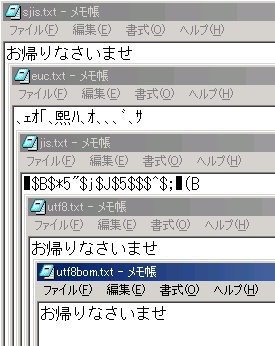 sjis.txt - メモ帳
ファイル(F) 編集(E) 書式(O) ヘルプ(H)
お帰りなさいませ
euc.txt - メモ帳
ファイル(F) 編集(E) 書式(O) ヘルプ(H)
､ｪｵ｢､熙ﾊ､ｵ､､､ﾞ､ｻ
jis.txt - メモ帳
ファイル(F) 編集(E) 書式(O) ヘルプ(H)
$B$*5"$j$J$5$$$^$;(B
utf8.txt - メモ帳
ファイル(F) 編集(E) 書式(O) ヘルプ(H)
お帰りなさいませ
utf8bom.txt - メモ帳
ファイル(F) 編集(E) 書式(O) ヘルプ(H)
お帰りなさいませ